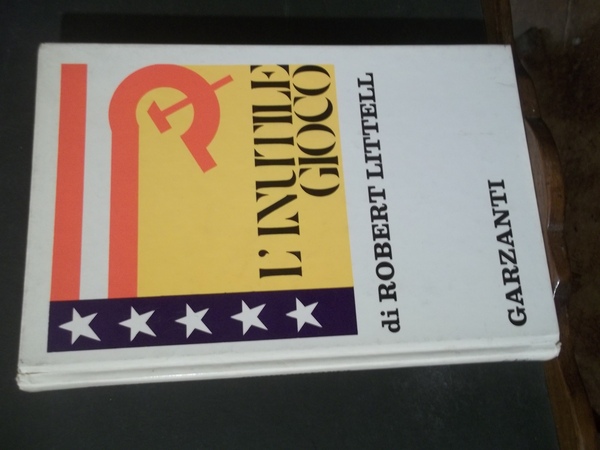 L'INUTILE
GIOCO
di ROBERT LITTELL
GARZANTI